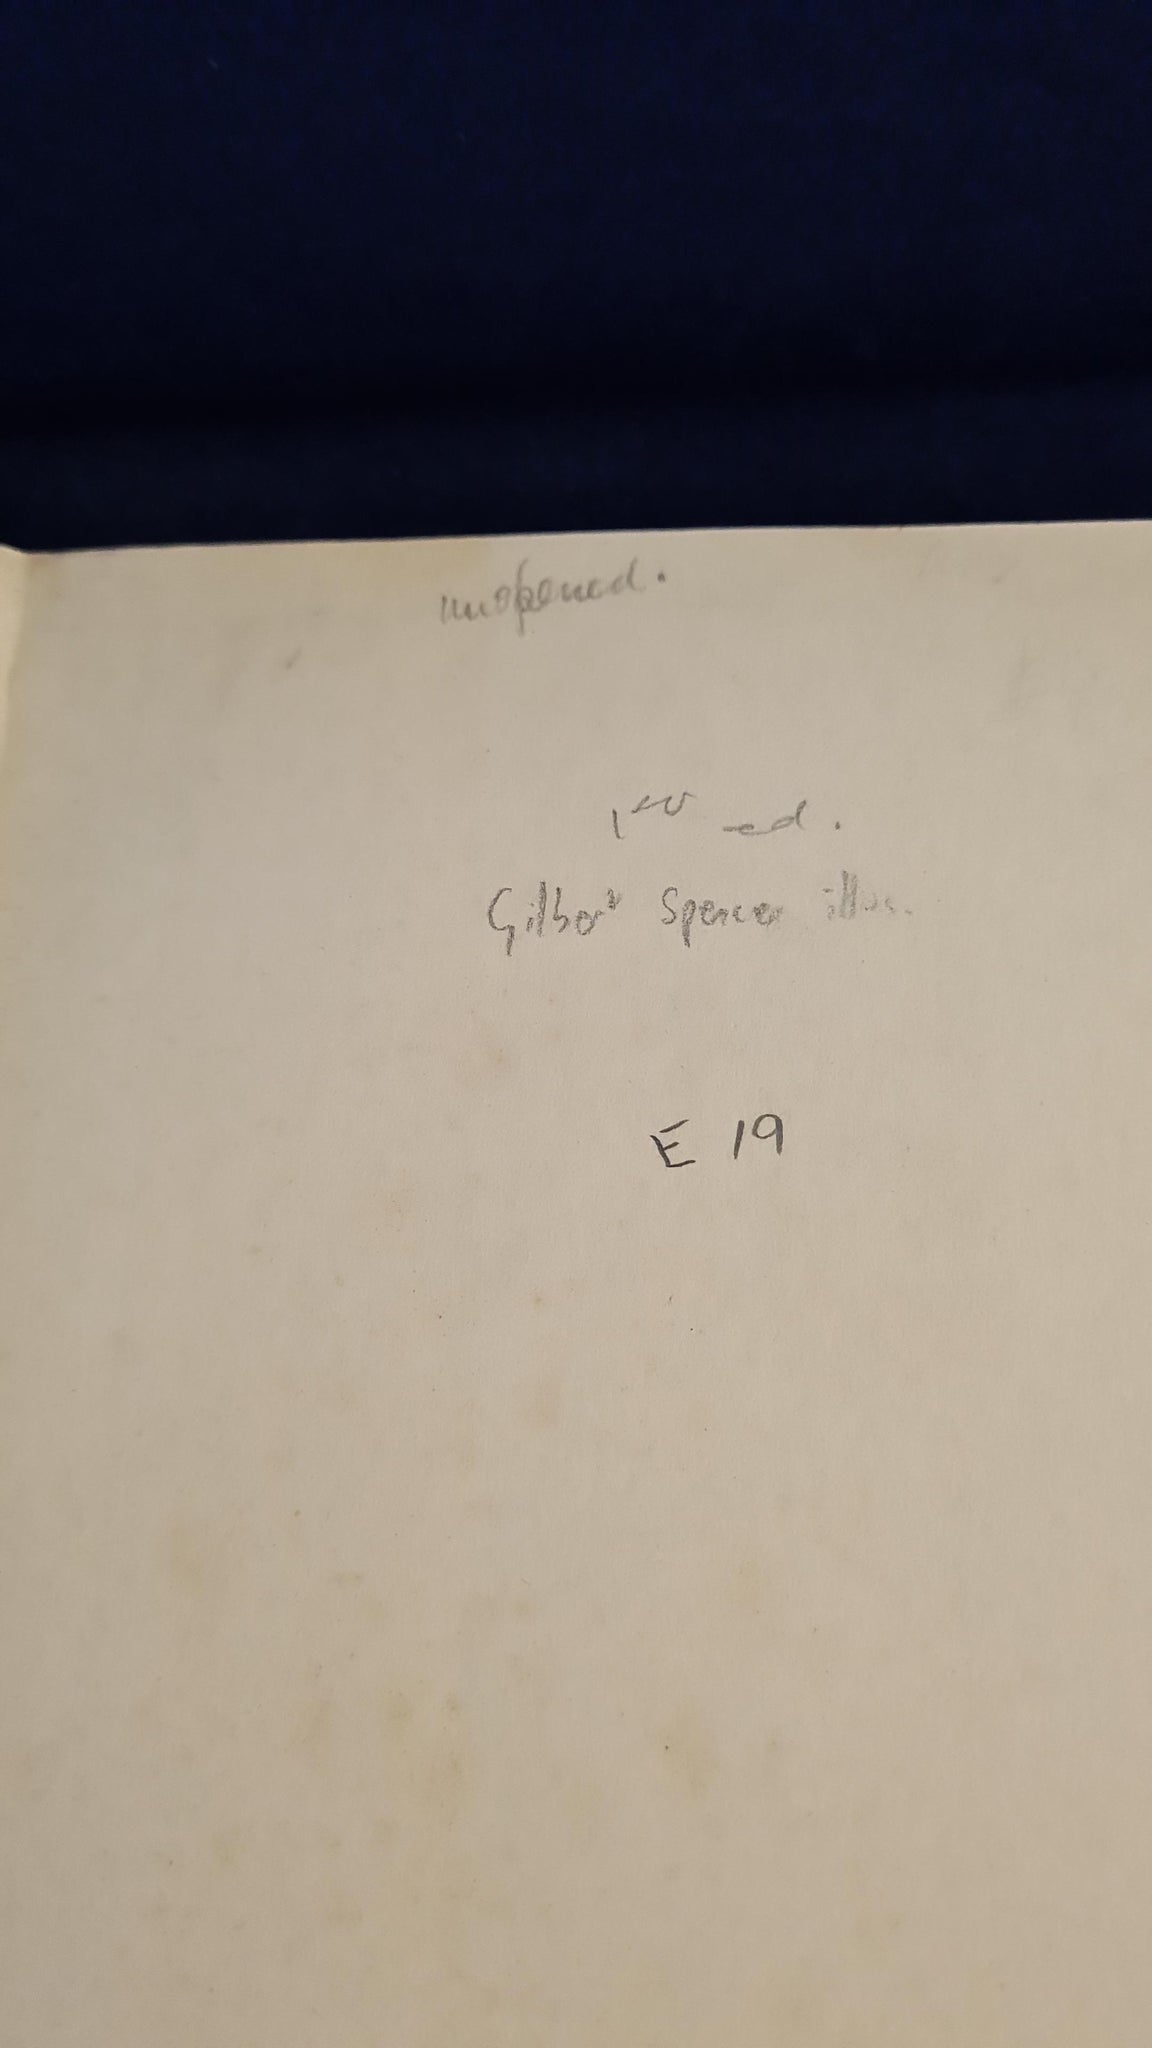 unopened.
1st ed.
Gilbert Spencer illus.
E 19